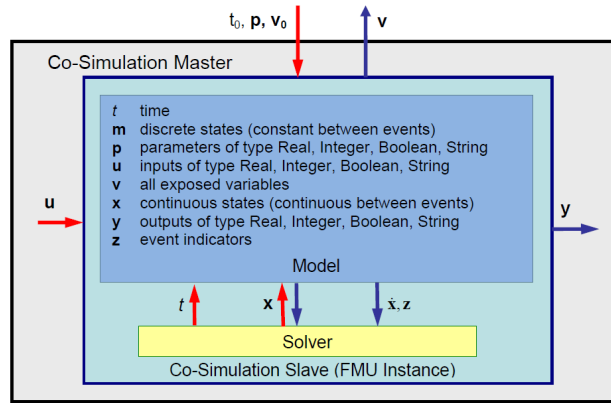 t0, p, v0
v
Co-Simulation Master
t time
m discrete states (constant between events)
p parameters of type Real, Integer, Boolean, String
u inputs of type Real, Integer, Boolean, String
v all exposed variables
x continuous states (continuous between events)
y outputs of type Real, Integer, Boolean, String
z event indicators
u
y
Model
t
x
ẋ, z
Solver
Co-Simulation Slave (FMU Instance)